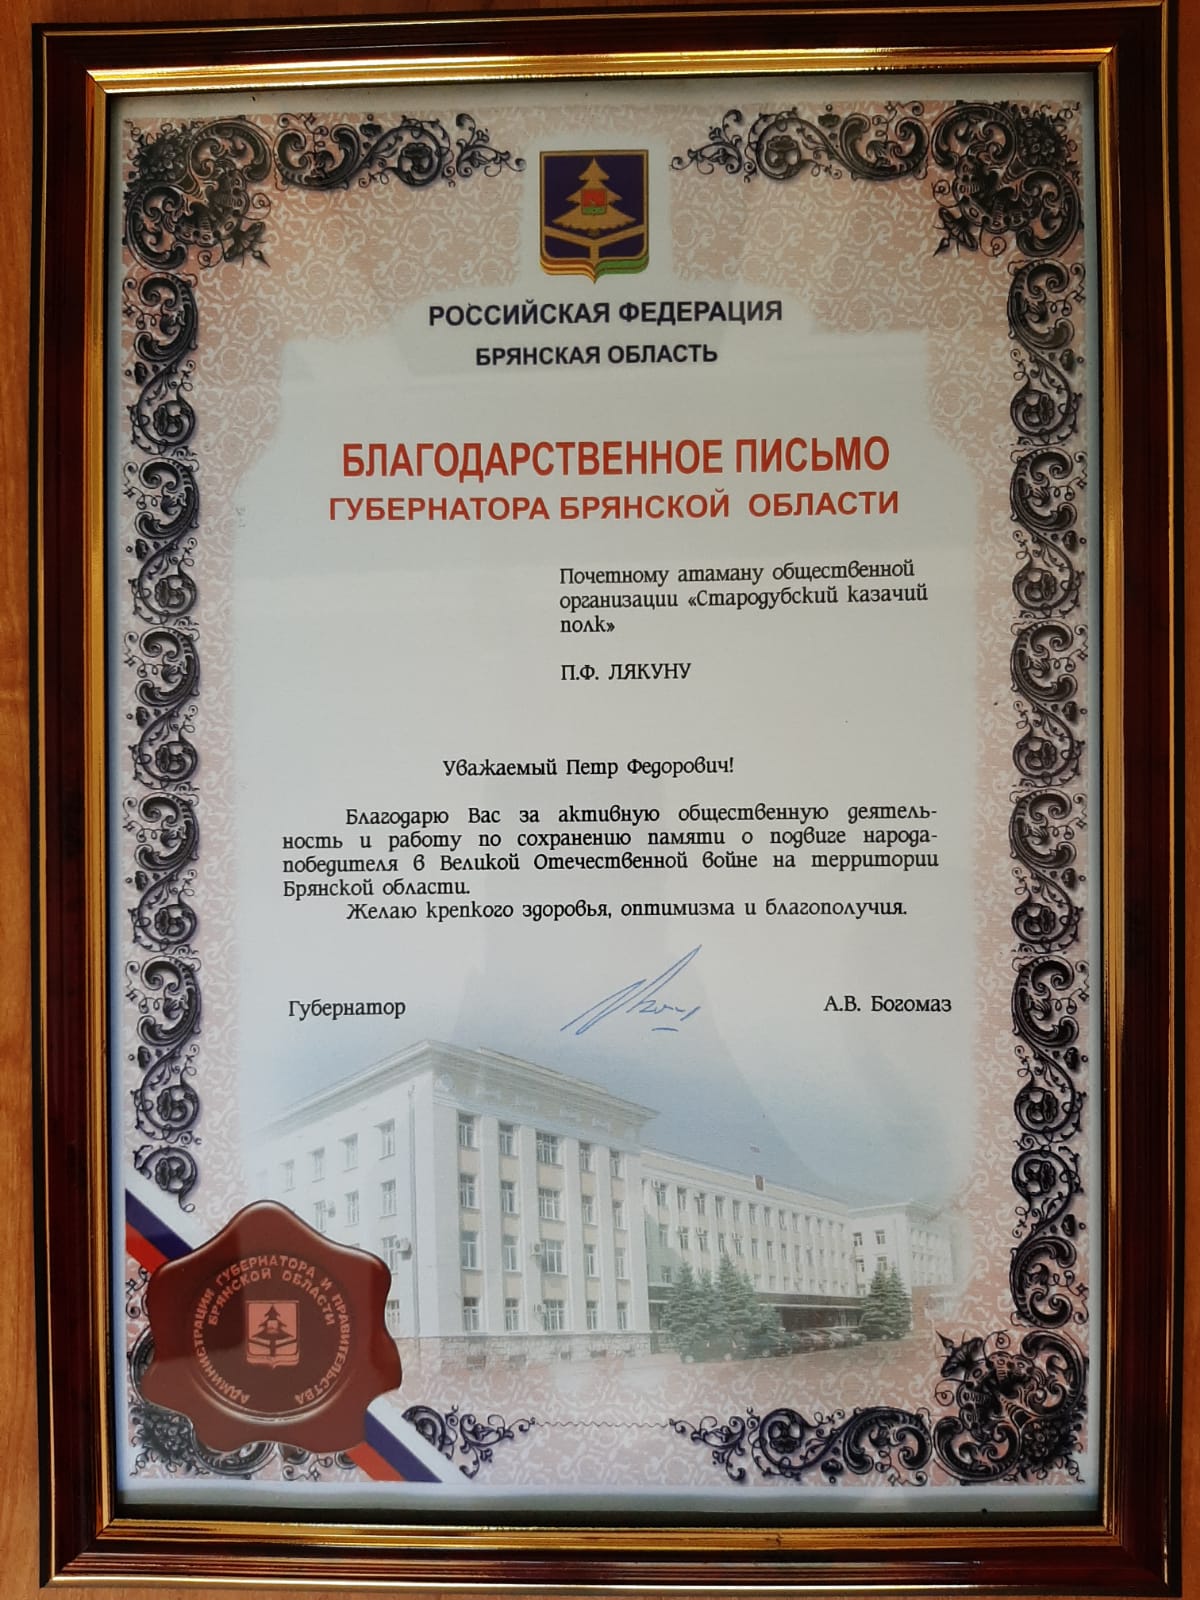 РОССИЙСКАЯ ФЕДЕРАЦИЯ
БРЯНСКАЯ ОБЛАСТЬ
БЛАГОДАРСТВЕННОЕ ПИСЬМО
ГУБЕРНАТОРА БРЯНСКОЙ ОБЛАСТИ
Почетному атаману общественной
организации «Стародубский казачий
полк»
П.Ф. ЛЯКУНУ
Уважаемый Петр Федорович!
Благодарю Вас за активную общественную деятель-
ность и работу по сохранению памяти о подвиге народа-
победителя в Великой Отечественной войне на территории
Брянской области.
Желаю крепкого здоровья, оптимизма и благополучия.
Губернатор
А.В. Богомаз
АДМИНИСТРАЦИЯ ГУБЕРНАТОРА И ПРАВИТЕЛЬСТВА
БРЯНСКОЙ ОБЛАСТИ